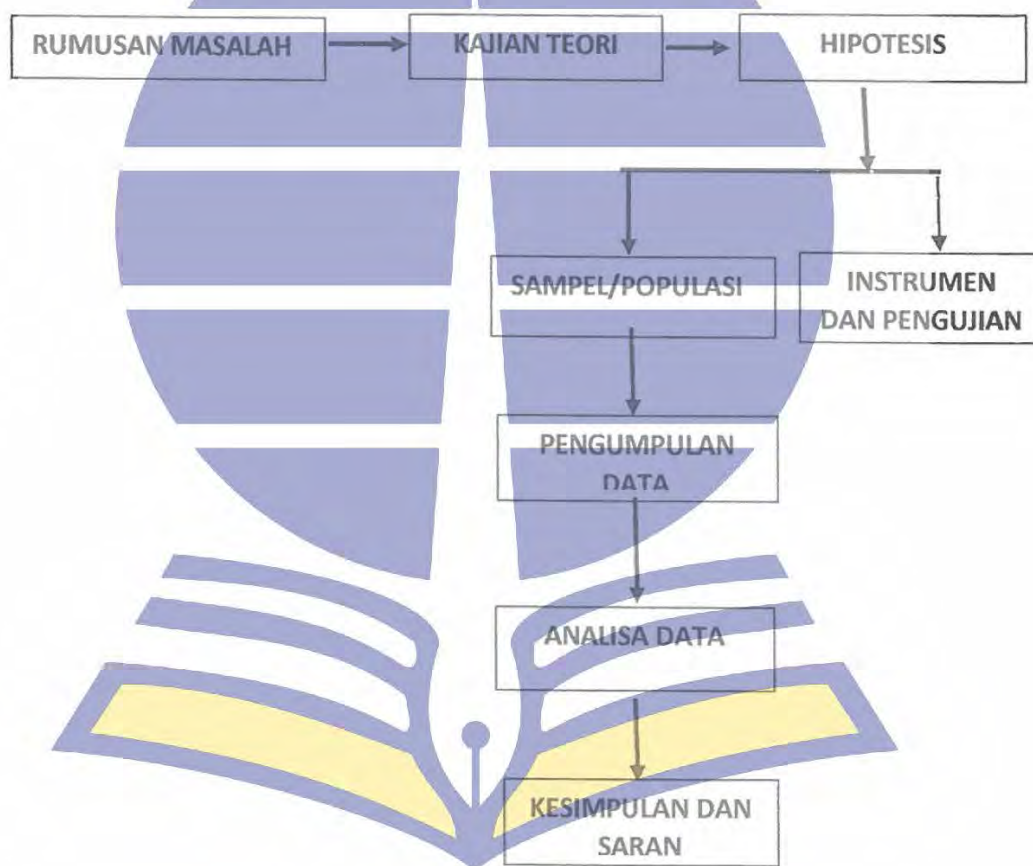 RUMUSAN MASALAH
KAJIAN TEORI
HIPOTESIS
SAMPEL/POPULASI
INSTRUMEN
DAN PENGUJIAN
PENGUMPULAN
DATA
ANALISA DATA
KESIMPULAN DAN
SARAN